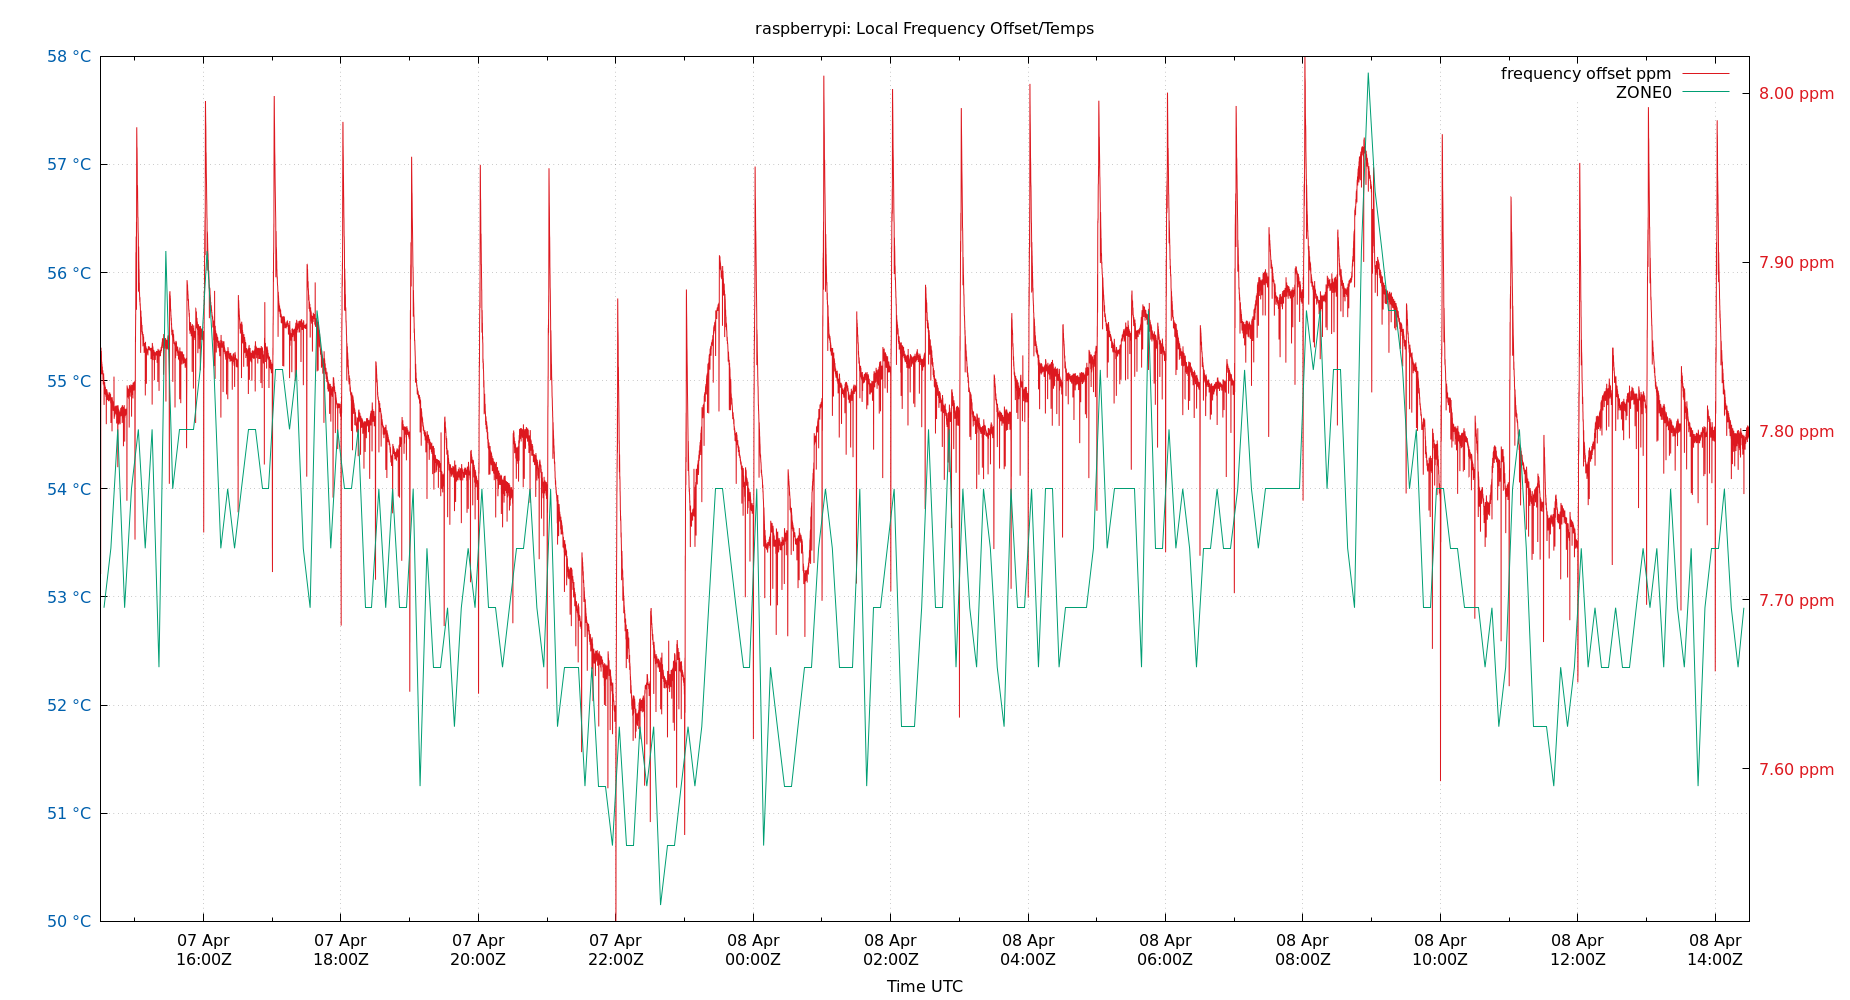 raspberrypi: Local Frequency Offset/Temps
58 °C
57 °C
56 °C
55 °C
54 °C
53 °C
52 °C
51 °C
50 °C
frequency offset ppm
ZONE0
8.00 ppm
7.90 ppm
7.80 ppm
7.70 ppm
7.60 ppm
07 Apr
16:00Z
07 Apr
18:00Z
07 Apr
20:00Z
07 Apr
22:00Z
08 Apr
00:00Z
08 Apr
02:00Z
08 Apr
04:00Z
08 Apr
06:00Z
08 Apr
08:00Z
08 Apr
10:00Z
08 Apr
12:00Z
08 Apr
14:00Z
Time UTC